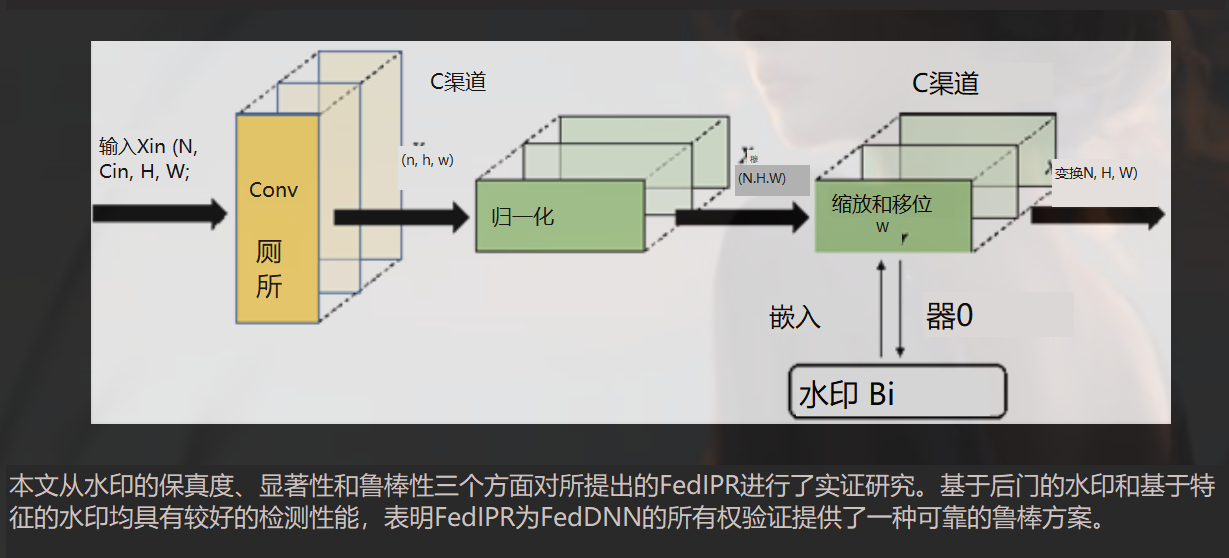 C渠道
C渠道
输入Xin (N,
Cin, H, W;
(n, h, w)
(N.H.W)
变换N, H, W)
Conv
厕
所
归一化
缩放和移位
W
嵌入
器0
水印 Bi
本文从水印的保真度、显著性和鲁棒性三个方面对所提出的FedIPR进行了实证研究。基于后门的水印和基于特
征的水印均具有较好的检测性能，表明FedIPR为FedDNN的所有权验证提供了一种可靠的鲁棒方案。